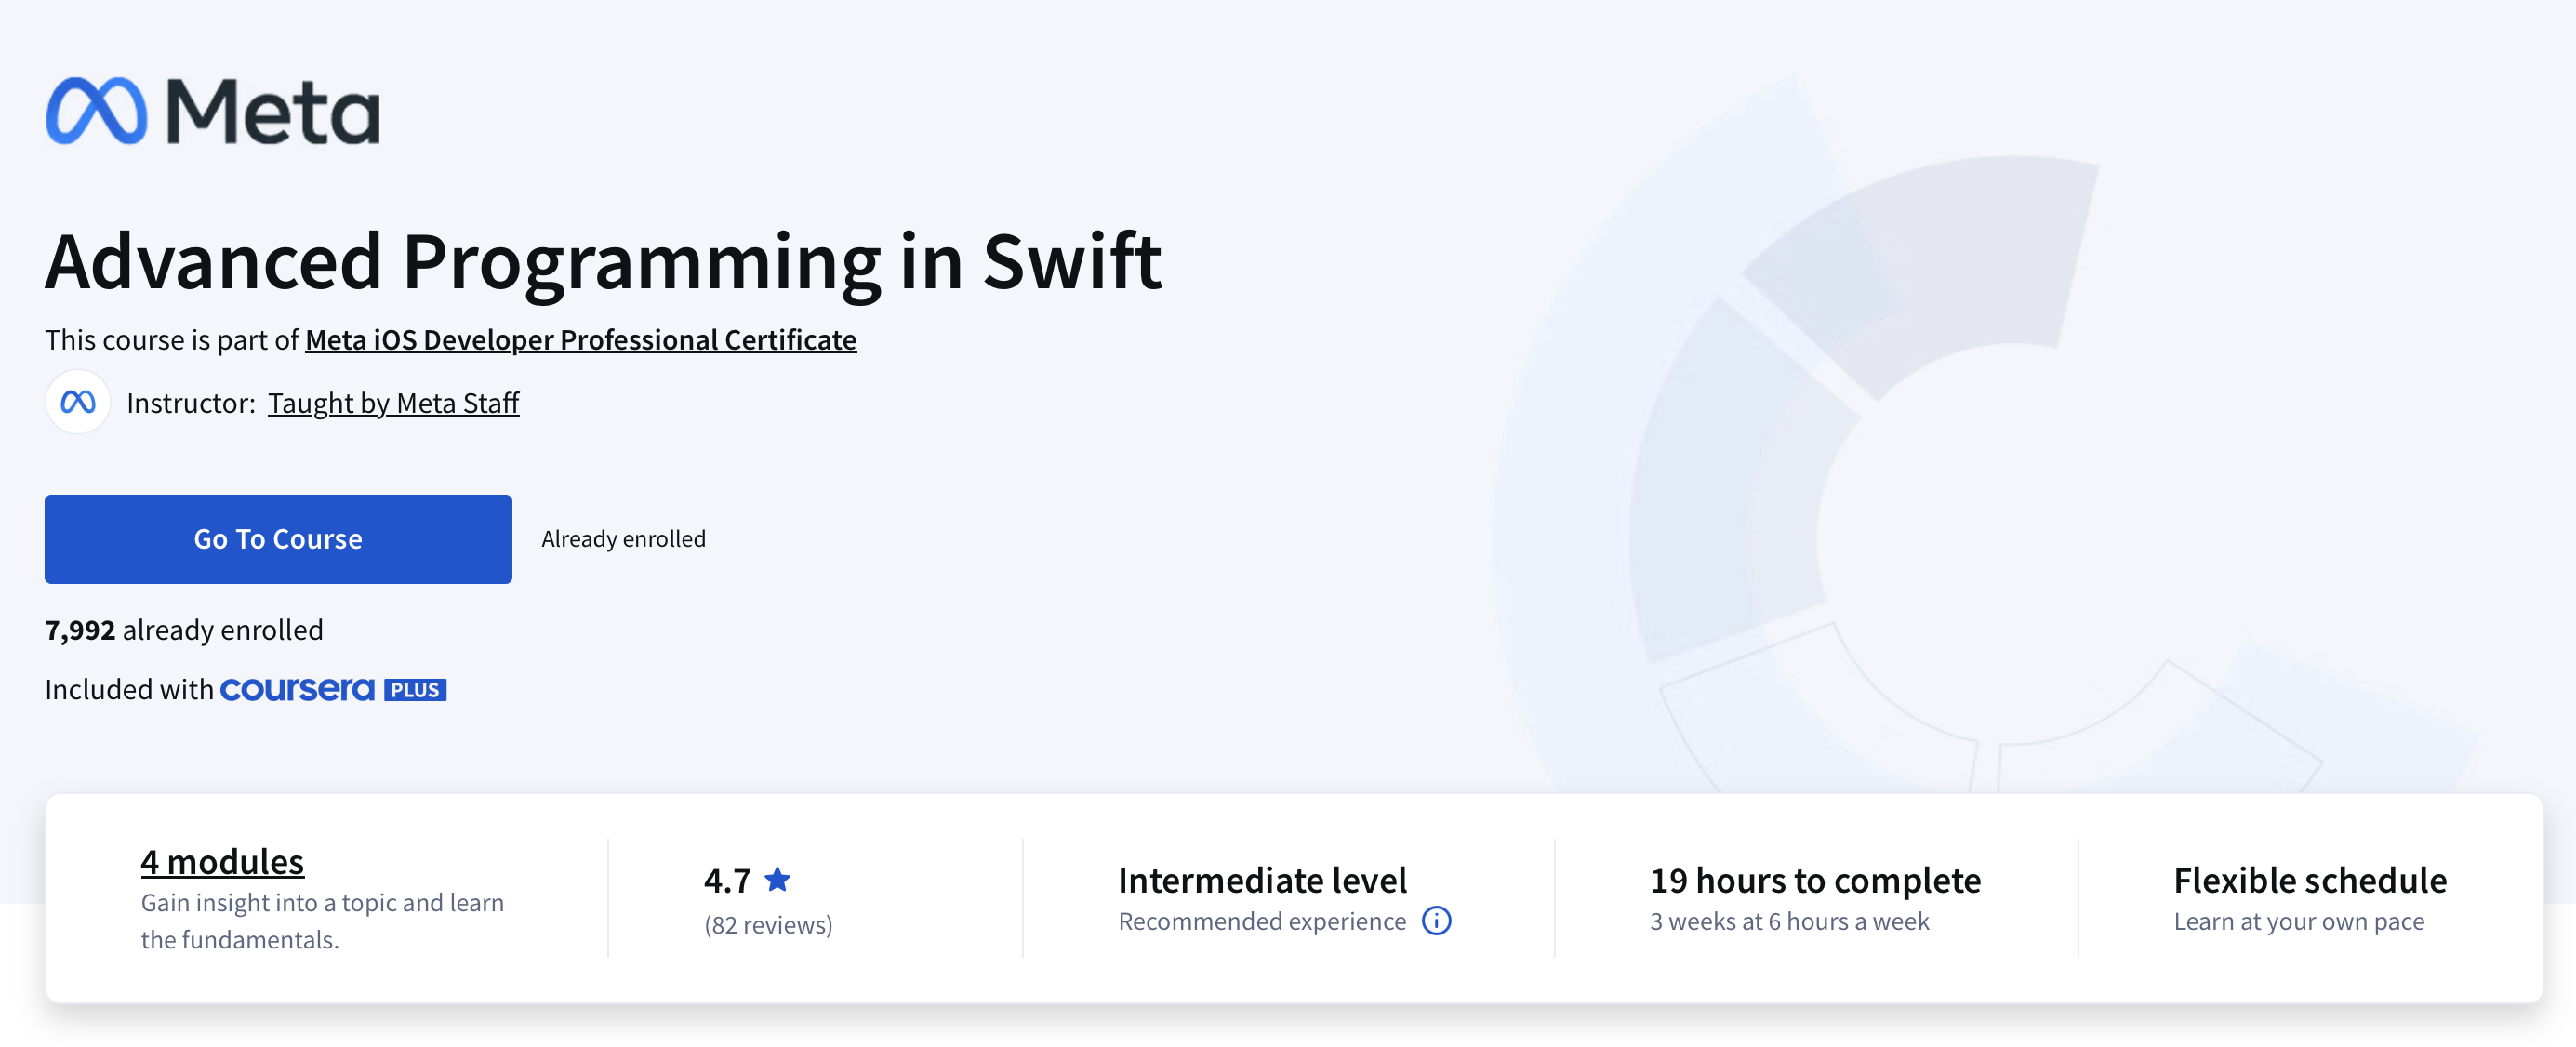 Meta
Advanced Programming in Swift
This course is part of Meta iOS Developer Professional Certificate
Instructor: Taught by Meta Staff
Go To Course
Already enrolled
7,992 already enrolled
Included with coursera PLUS
4 modules
Gain insight into a topic and learn
the fundamentals.
4.7
(82 reviews)
Intermediate level
Recommended experience
19 hours to complete
3 weeks at 6 hours a week
Flexible schedule
Learn at your own pace